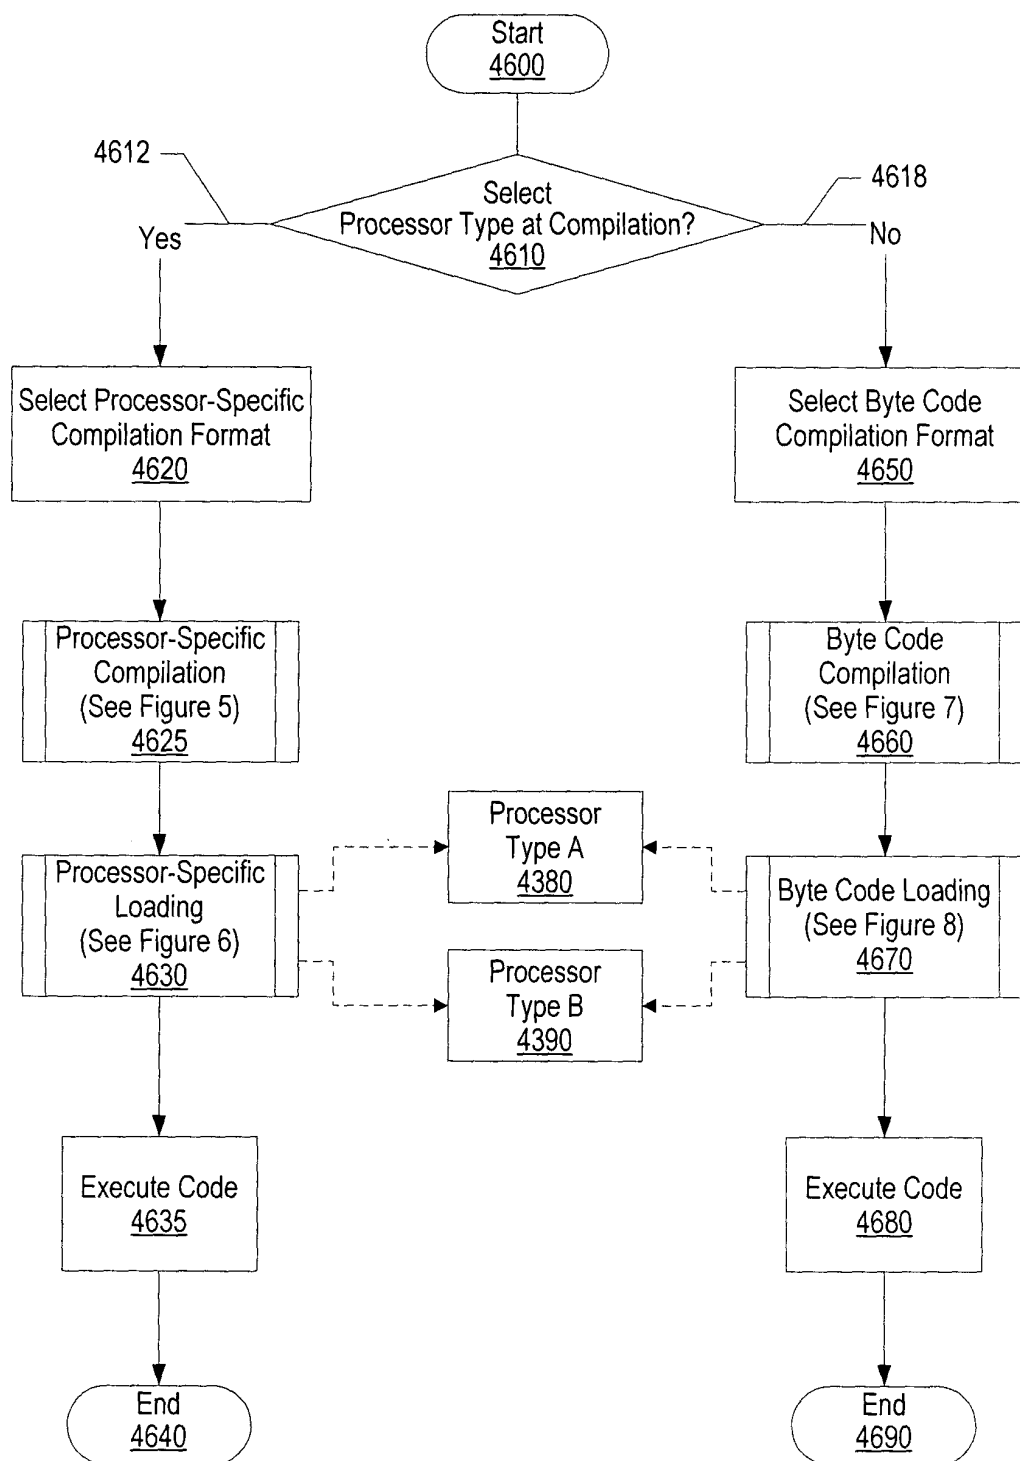 Start
4600
4612
4618
Select
Processor Type at Compilation?
4610
Yes
No
Select Processor-Specific
Compilation Format
4620
Select Byte Code
Compilation Format
4650
Processor-Specific
Compilation
(See Figure 5)
4625
Byte Code
Compilation
(See Figure 7)
4660
Processor
Type A
4380
Processor-Specific
Loading
(See Figure 6)
4630
Byte Code Loading
(See Figure 8)
4670
Processor
Type B
4390
Execute Code
4635
Execute Code
4680
End
4640
End
4690